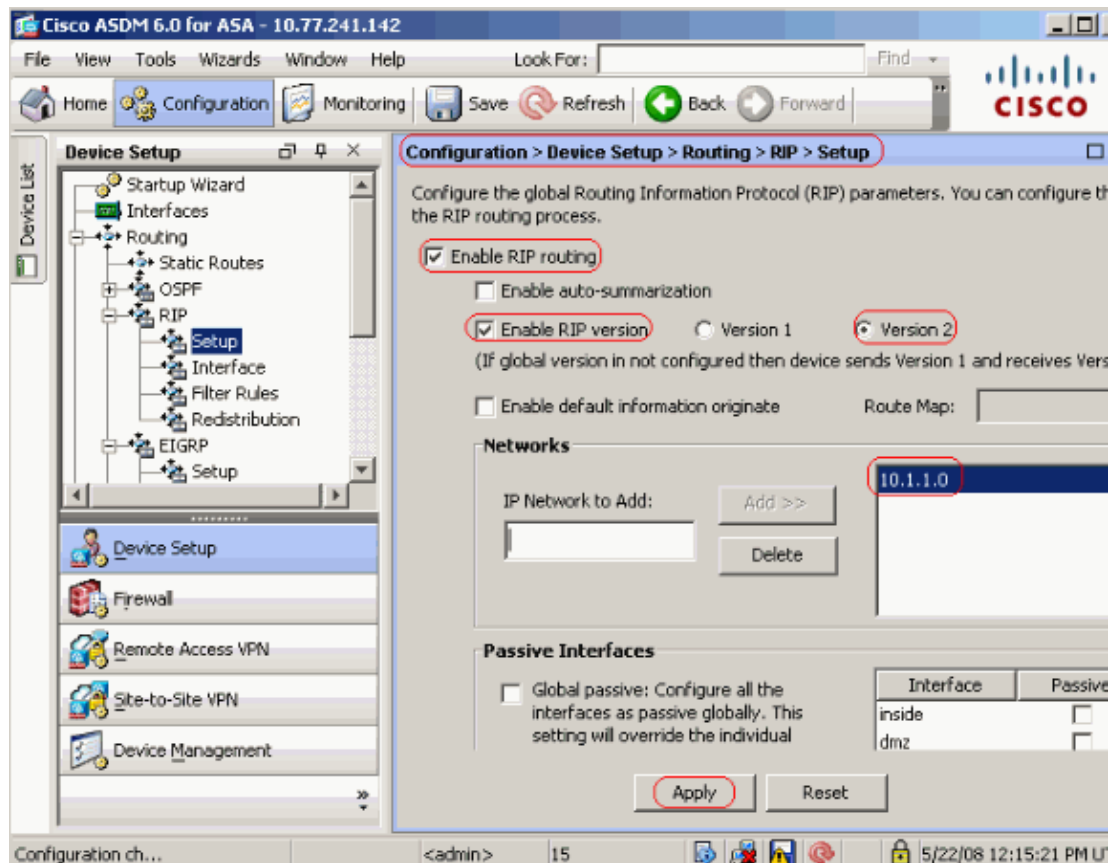 Cisco ASDM 6.0 for ASA - 10.77.241.142
File View Tools Wizards Window Help Look For: Find
Home Configuration Monitoring Save Refresh Back Forward
CISCO
Device List
Device Setup
Startup Wizard
Interfaces
Routing
Static Routes
OSPF
RIP
Setup
Interface
Filter Rules
Redistribution
EIGRP
Setup
Device Setup
Firewall
Remote Access VPN
Site-to-Site VPN
Device Management
Configuration > Device Setup > Routing > RIP > Setup
Configure the global Routing Information Protocol (RIP) parameters. You can configure th
the RIP routing process.
Enable RIP routing
Enable auto-summarization
Enable RIP version Version 1 Version 2
(If global version in not configured then device sends Version 1 and receives Vers
Enable default information originate Route Map:
Networks
IP Network to Add:
Add >>
Delete
10.1.1.0
Passive Interfaces
Global passive: Configure all the
interfaces as passive globally. This
setting will override the individual
Interface Passive
inside
dmz
Apply Reset
Configuration ch... <admin> 15 5/22/08 12:15:21 PM UT